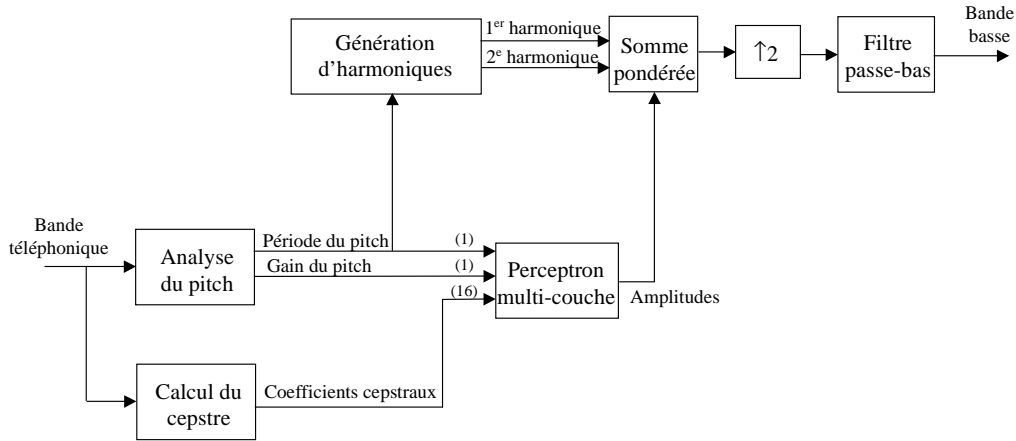 Génération
d’harmoniques
1er harmonique
2e harmonique
Somme
pondérée
↑2
Filtre
passe-bas
Bande
basse
Bande
téléphonique
Analyse
du pitch
Période du pitch
(1)
Gain du pitch
(1)
(16)
Perceptron
multi-couche
Amplitudes
Calcul du
cepstre
Coefficients cepstraux